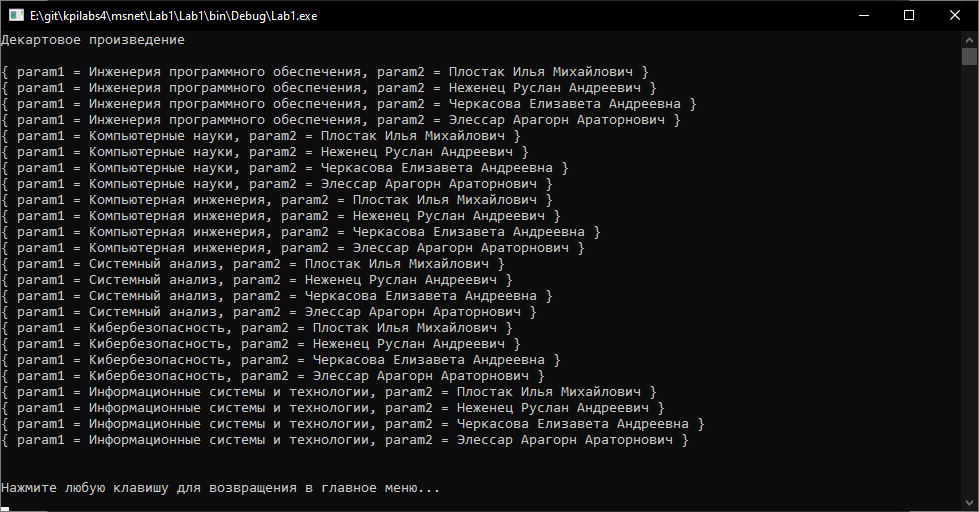 E:\git\kpilabs4\msnet\Lab1\Lab1\bin\Debug\Lab1.exe
Декартовое произведение
{ param1 = Инженерия программного обеспечения, param2 = Плостак Илья Михайлович }
{ param1 = Инженерия программного обеспечения, param2 = Неженец Руслан Андреевич }
{ param1 = Инженерия программного обеспечения, param2 = Черкасова Елизавета Андреевна }
{ param1 = Инженерия программного обеспечения, param2 = Элессар Арагорн Араторнович }
{ param1 = Компьютерные науки, param2 = Плостак Илья Михайлович }
{ param1 = Компьютерные науки, param2 = Неженец Руслан Андреевич }
{ param1 = Компьютерные науки, param2 = Черкасова Елизавета Андреевна }
{ param1 = Компьютерные науки, param2 = Элессар Арагорн Араторнович }
{ param1 = Компьютерная инженерия, param2 = Плостак Илья Михайлович }
{ param1 = Компьютерная инженерия, param2 = Неженец Руслан Андреевич }
{ param1 = Компьютерная инженерия, param2 = Черкасова Елизавета Андреевна }
{ param1 = Компьютерная инженерия, param2 = Элессар Арагорн Араторнович }
{ param1 = Системный анализ, param2 = Плостак Илья Михайлович }
{ param1 = Системный анализ, param2 = Неженец Руслан Андреевич }
{ param1 = Системный анализ, param2 = Черкасова Елизавета Андреевна }
{ param1 = Системный анализ, param2 = Элессар Арагорн Араторнович }
{ param1 = Кибербезопасность, param2 = Плостак Илья Михайлович }
{ param1 = Кибербезопасность, param2 = Неженец Руслан Андреевич }
{ param1 = Кибербезопасность, param2 = Черкасова Елизавета Андреевна }
{ param1 = Кибербезопасность, param2 = Элессар Арагорн Араторнович }
{ param1 = Информационные системы и технологии, param2 = Плостак Илья Михайлович }
{ param1 = Информационные системы и технологии, param2 = Неженец Руслан Андреевич }
{ param1 = Информационные системы и технологии, param2 = Черкасова Елизавета Андреевна }
{ param1 = Информационные системы и технологии, param2 = Элессар Арагорн Араторнович }
Нажмите любую клавишу для возвращения в главное меню...